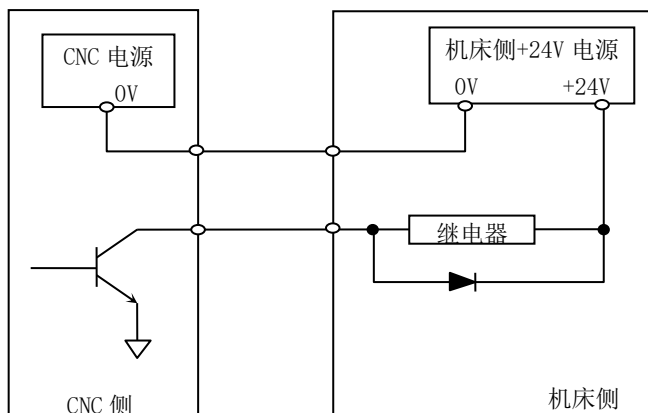 CNC 电源
0V
机床侧+24V 电源
0V +24V
继电器
CNC 侧
机床侧